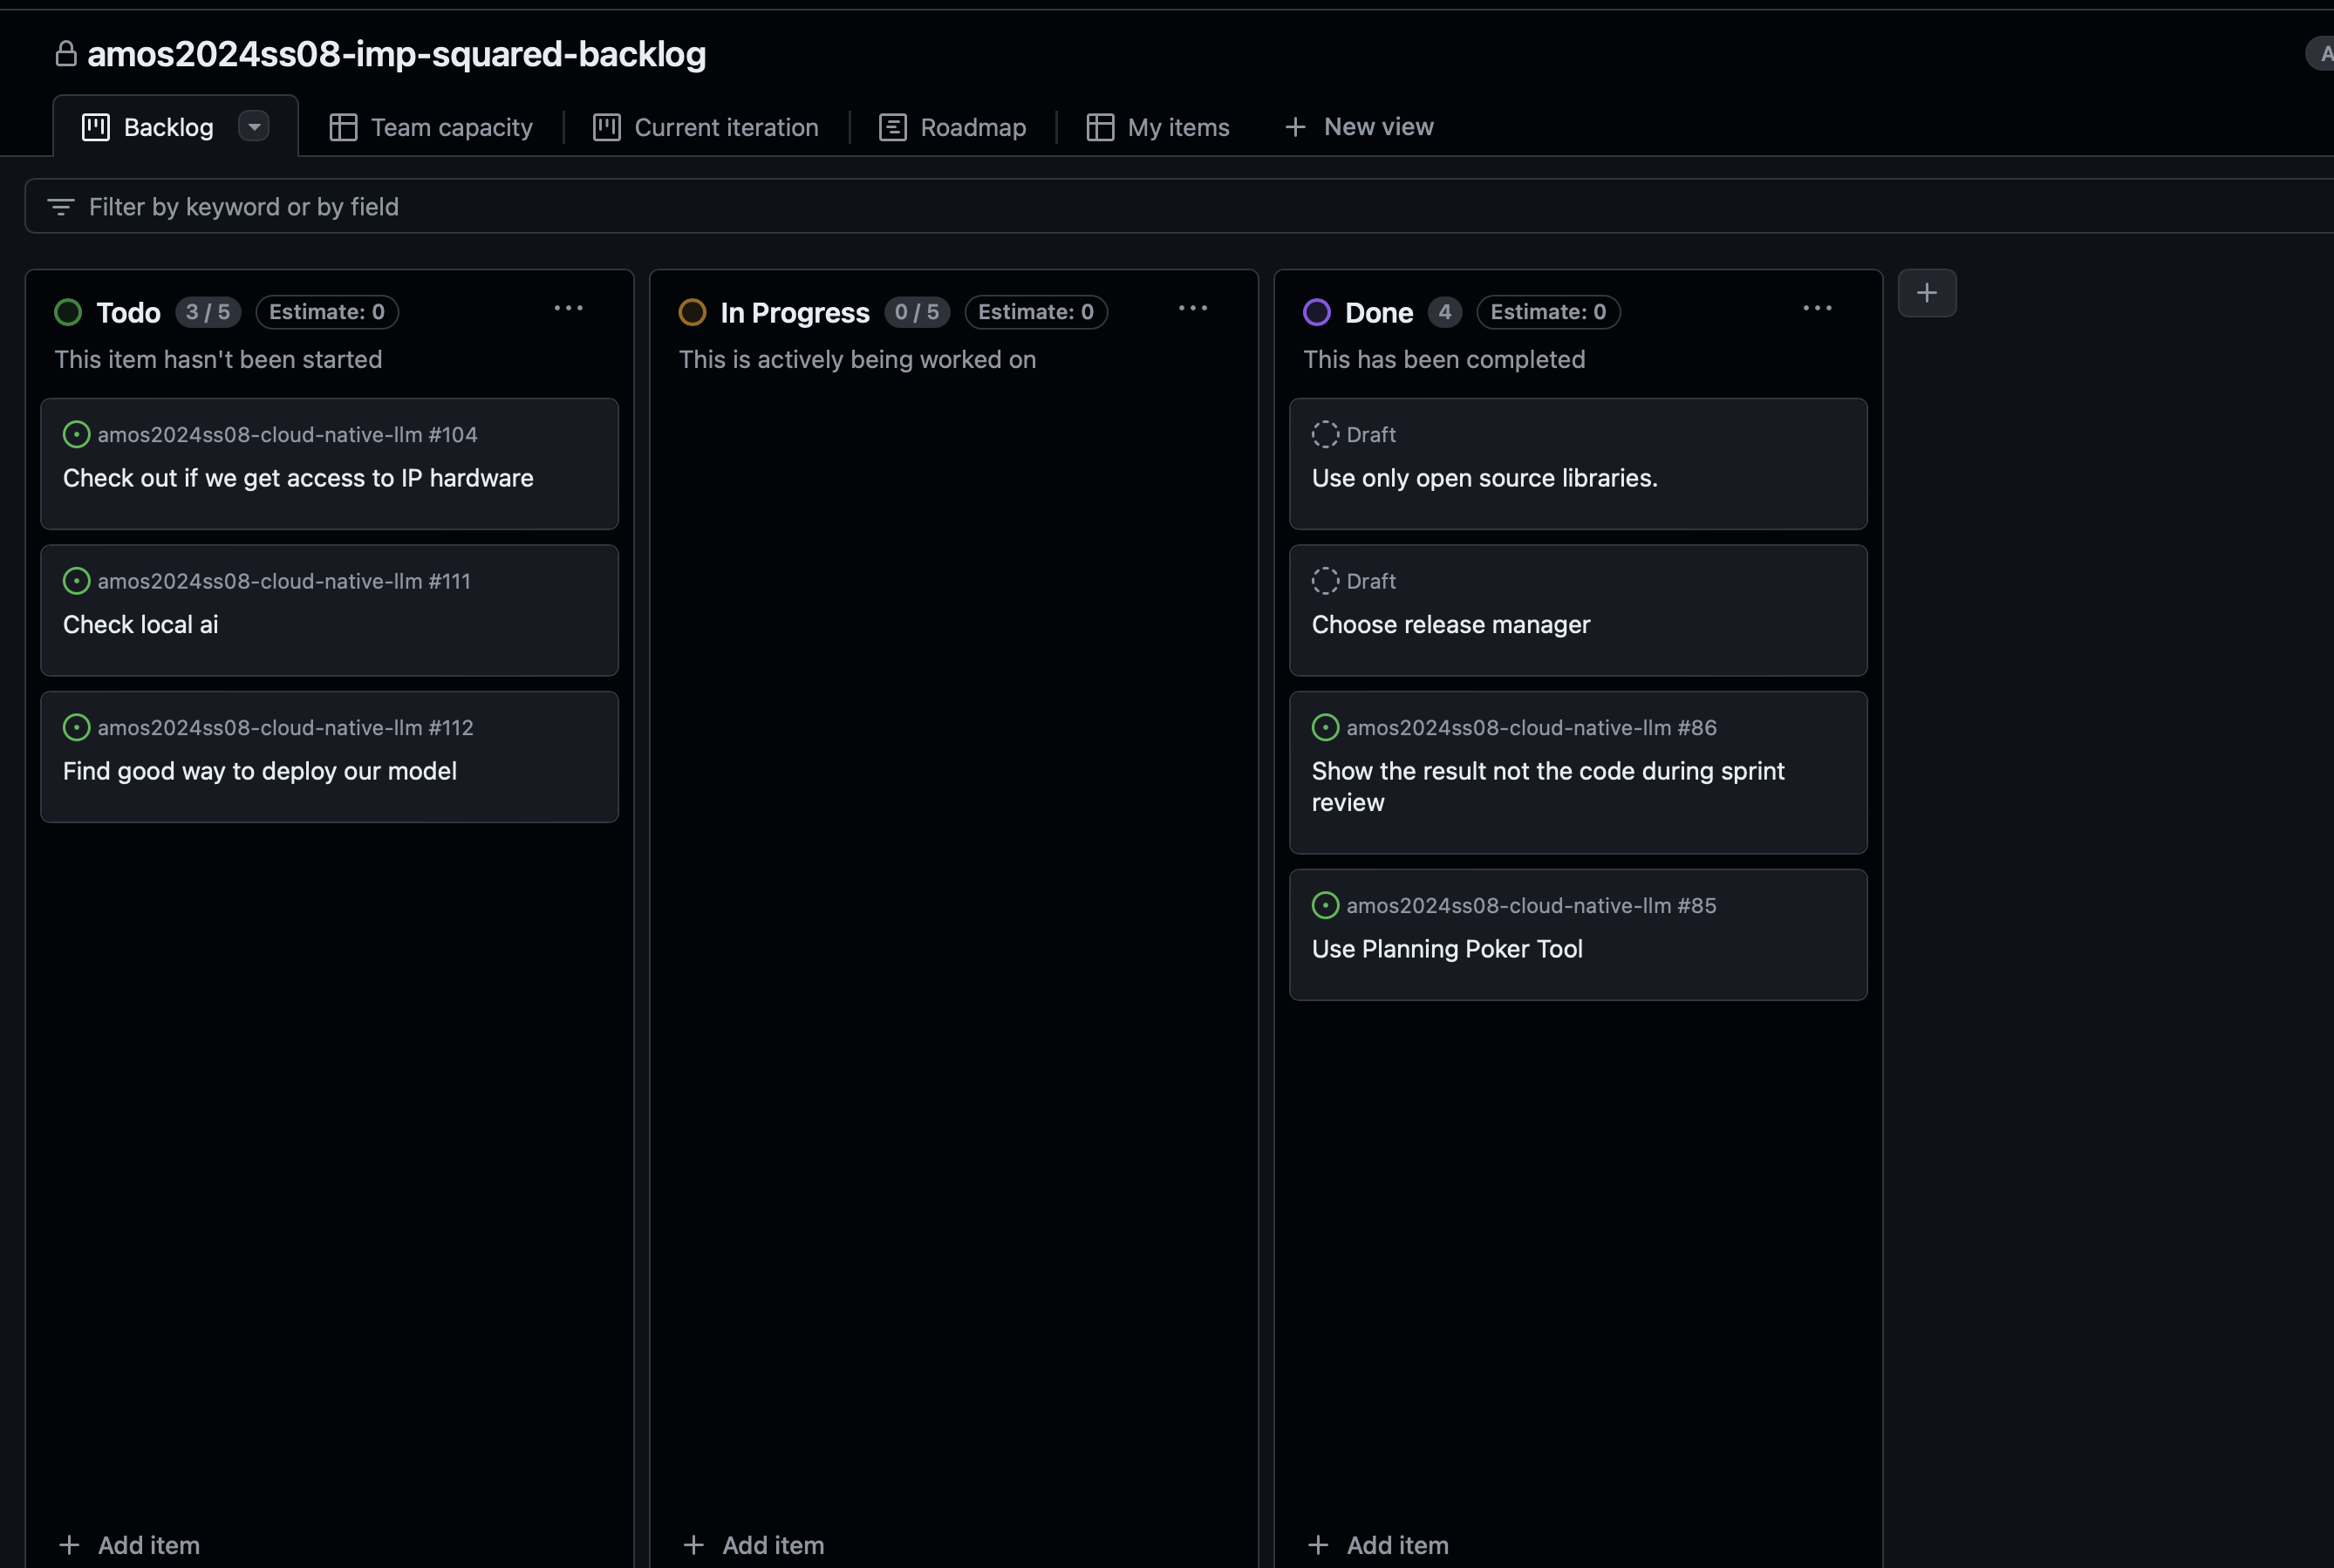 amos2024ss08-imp-squared-backlog
A
Backlog
Team capacity
Current iteration
Roadmap
My items
New view
Filter by keyword or by field
Todo 3 / 5 Estimate: 0
This item hasn't been started
amos2024ss08-cloud-native-llm #104
Check out if we get access to IP hardware
amos2024ss08-cloud-native-llm #111
Check local ai
amos2024ss08-cloud-native-llm #112
Find good way to deploy our model
Add item
In Progress 0 / 5 Estimate: 0
This is actively being worked on
Add item
Done 4 Estimate: 0
This has been completed
Draft
Use only open source libraries.
Draft
Choose release manager
amos2024ss08-cloud-native-llm #86
Show the result not the code during sprint
review
amos2024ss08-cloud-native-llm #85
Use Planning Poker Tool
Add item